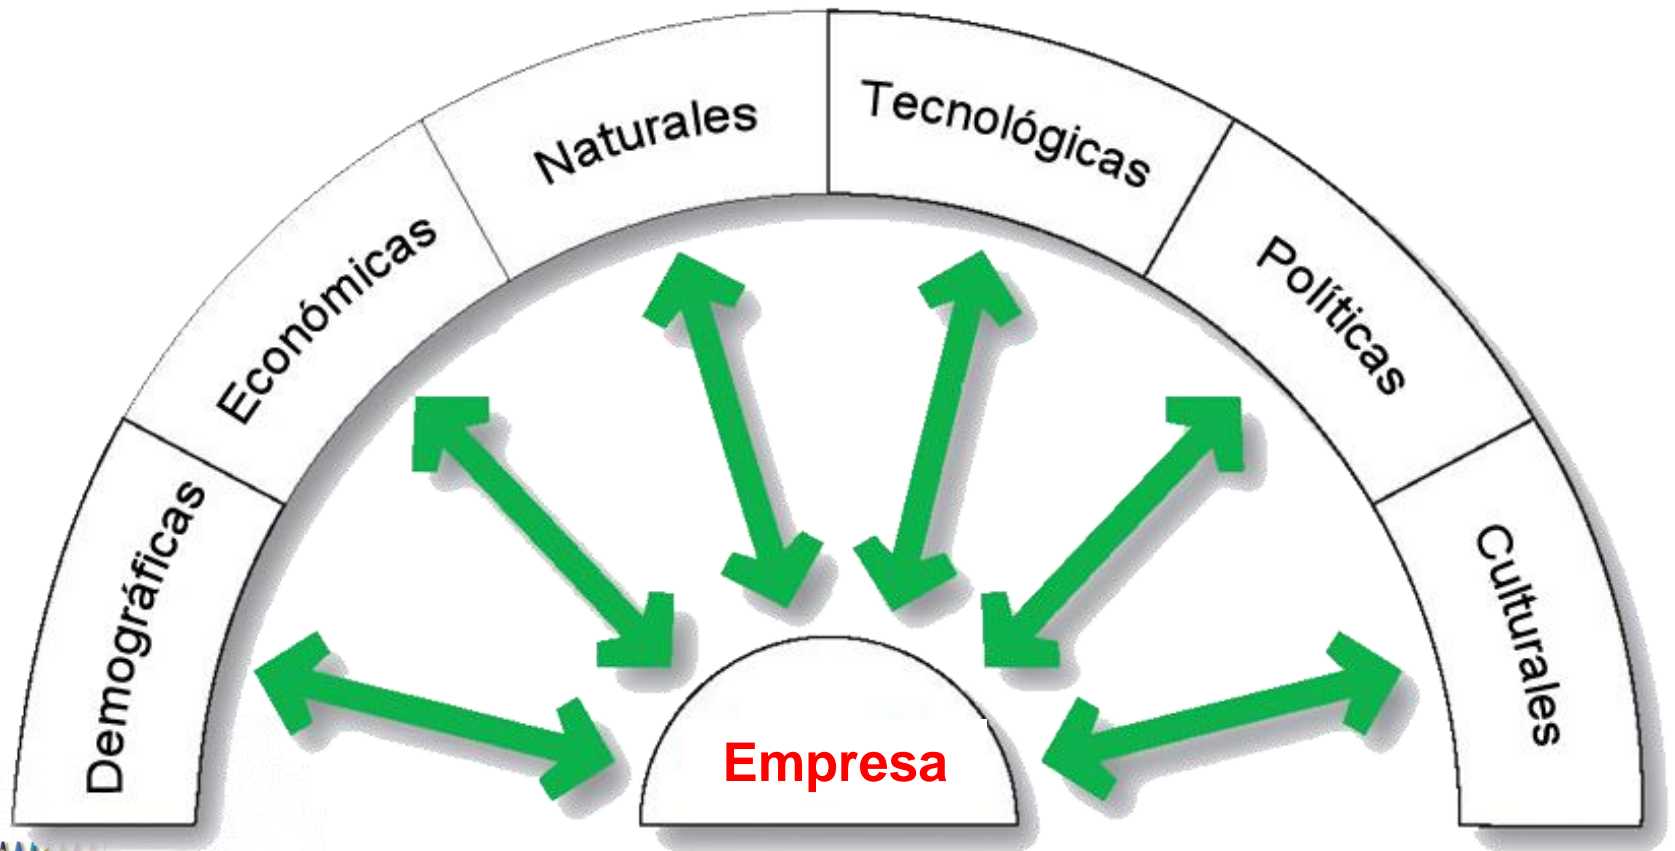 Demográficas
Económicas
Naturales
Tecnológicas
Políticas
Culturales
Empresa